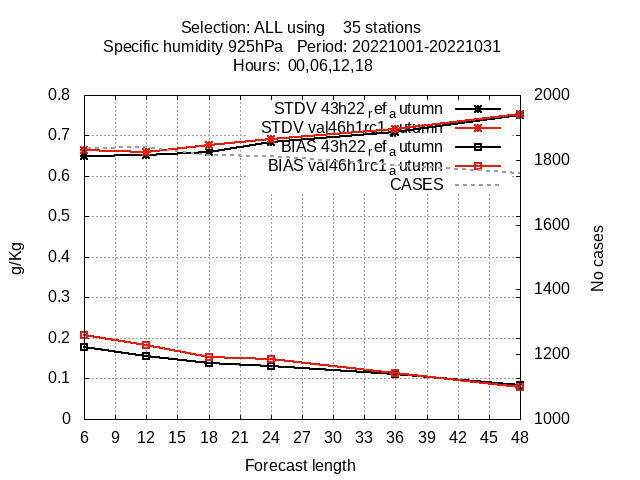 Selection: ALL using    35 stations
Specific humidity 925hPa   Period: 20221001-20221031
Hours:  00,06,12,18
STDV 43h22_ref_autumn
STDV val46h1rc1_autumn
BIAS 43h22_ref_autumn
BIAS val46h1rc1_autumn
CASES
0.8
0.7
0.6
0.5
0.4
0.3
0.2
0.1
0
g/Kg
2000
1800
1600
1400
1200
1000
No cases
6 9 12 15 18 21 24 27 30 33 36 39 42 45 48
Forecast length